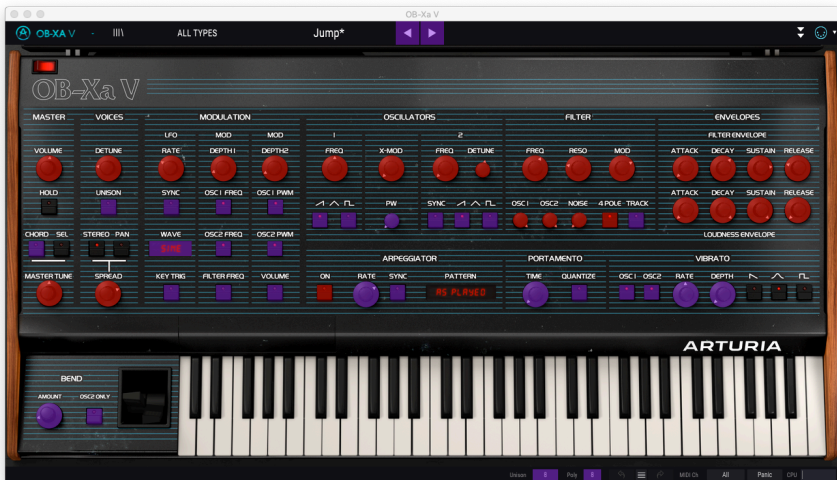 OB-Xa V
OB-XA V ALL TYPES Jump*
OB-Xa V
MASTER VOICES MODULATION OSCILLATORS FILTER ENVELOPES
LFO MOD MOD 1 2 FILTER ENVELOPE
VOLUME DETUNE RATE DEPTH1 DEPTH2 FREQ X-MOD FREQ DETUNE FREQ RESO MOD ATTACK DECAY SUSTAIN RELEASE
HOLD UNISON SYNC OSC1 FREQ OSC1 PWM PW SYNC OSC1 OSC2 NOISE 4 POLE TRACK ATTACK DECAY SUSTAIN RELEASE
CHORD SEL STEREO PAN WAVE OSC2 FREQ OSC2 PWM LOUDNESS ENVELOPE
SINE
ARPEGGIATOR PORTAMENTO VIBRATO
MASTER TUNE SPREAD KEY TRIG FILTER FREQ VOLUME ON RATE SYNC PATTERN TIME QUANTIZE OSC1 OSC2 RATE DEPTH
AS PLAYED
ARTURIA
BEND
AMOUNT OSC2 ONLY
Unison 8 Poly 8 MIDI Ch All Panic CPU